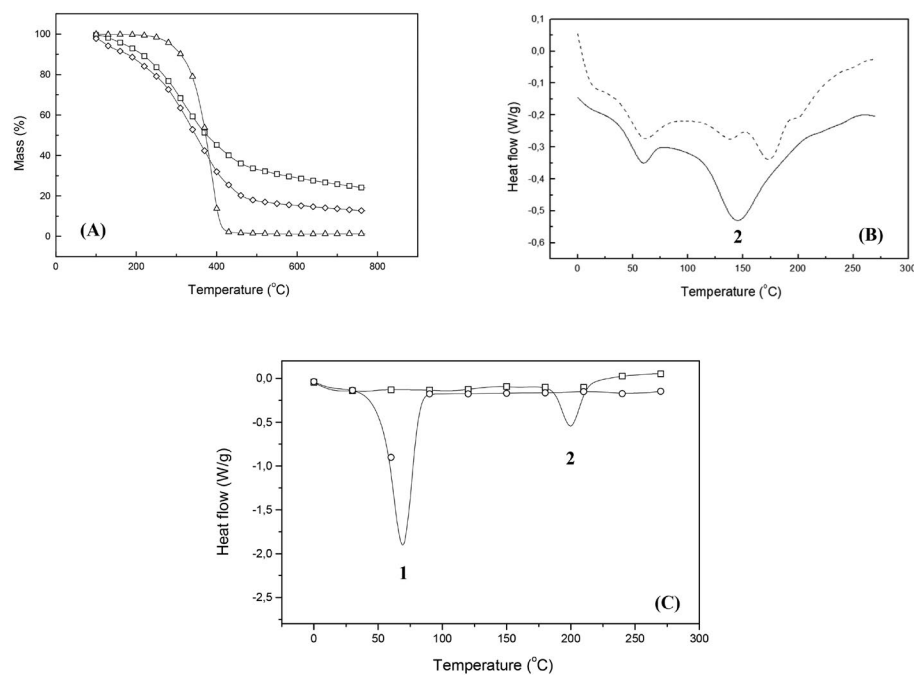 100
80
60
40
20
0
Mass (%)
(A)
0 200 400 600 800
Temperature (°C)
0,1
0,0
-0,1
-0,2
-0,3
-0,4
-0,5
-0,6
Heat flow (W/g)
2
(B)
0 50 100 150 200 250 300
Temperature (°C)
0,0
-0,5
-1,0
-1,5
-2,0
-2,5
Heat flow (W/g)
1
2
(C)
0 50 100 150 200 250 300
Temperature (°C)